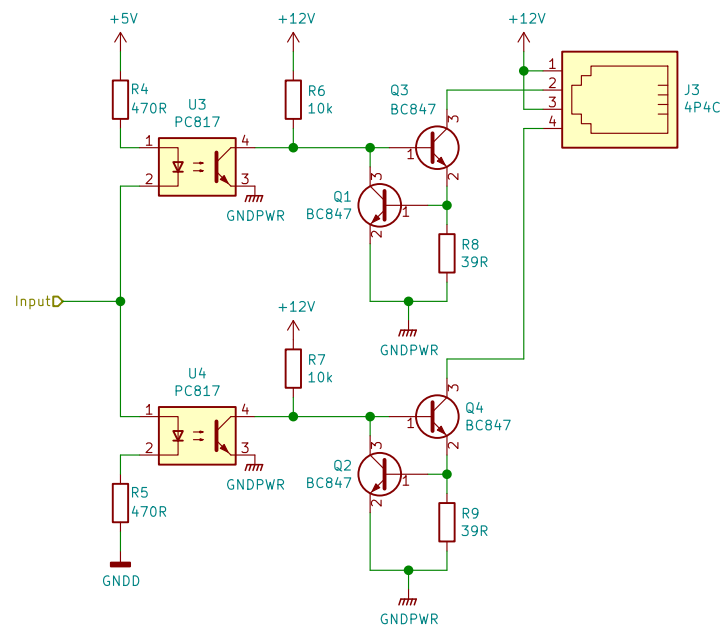 +5V
+12V
+12V
R4
470R
U3
PC817
R6
10k
Q3
BC847
J3
4P4C
1
2
3
4
1
2
4
3
GNDPWR
1
3
2
Q1
BC847
3
1
2
R8
39R
GNDPWR
Input
+12V
R7
10k
U4
PC817
1
2
4
3
GNDPWR
Q4
BC847
1
3
2
Q2
BC847
3
1
2
R5
470R
R9
39R
GNDD
GNDPWR